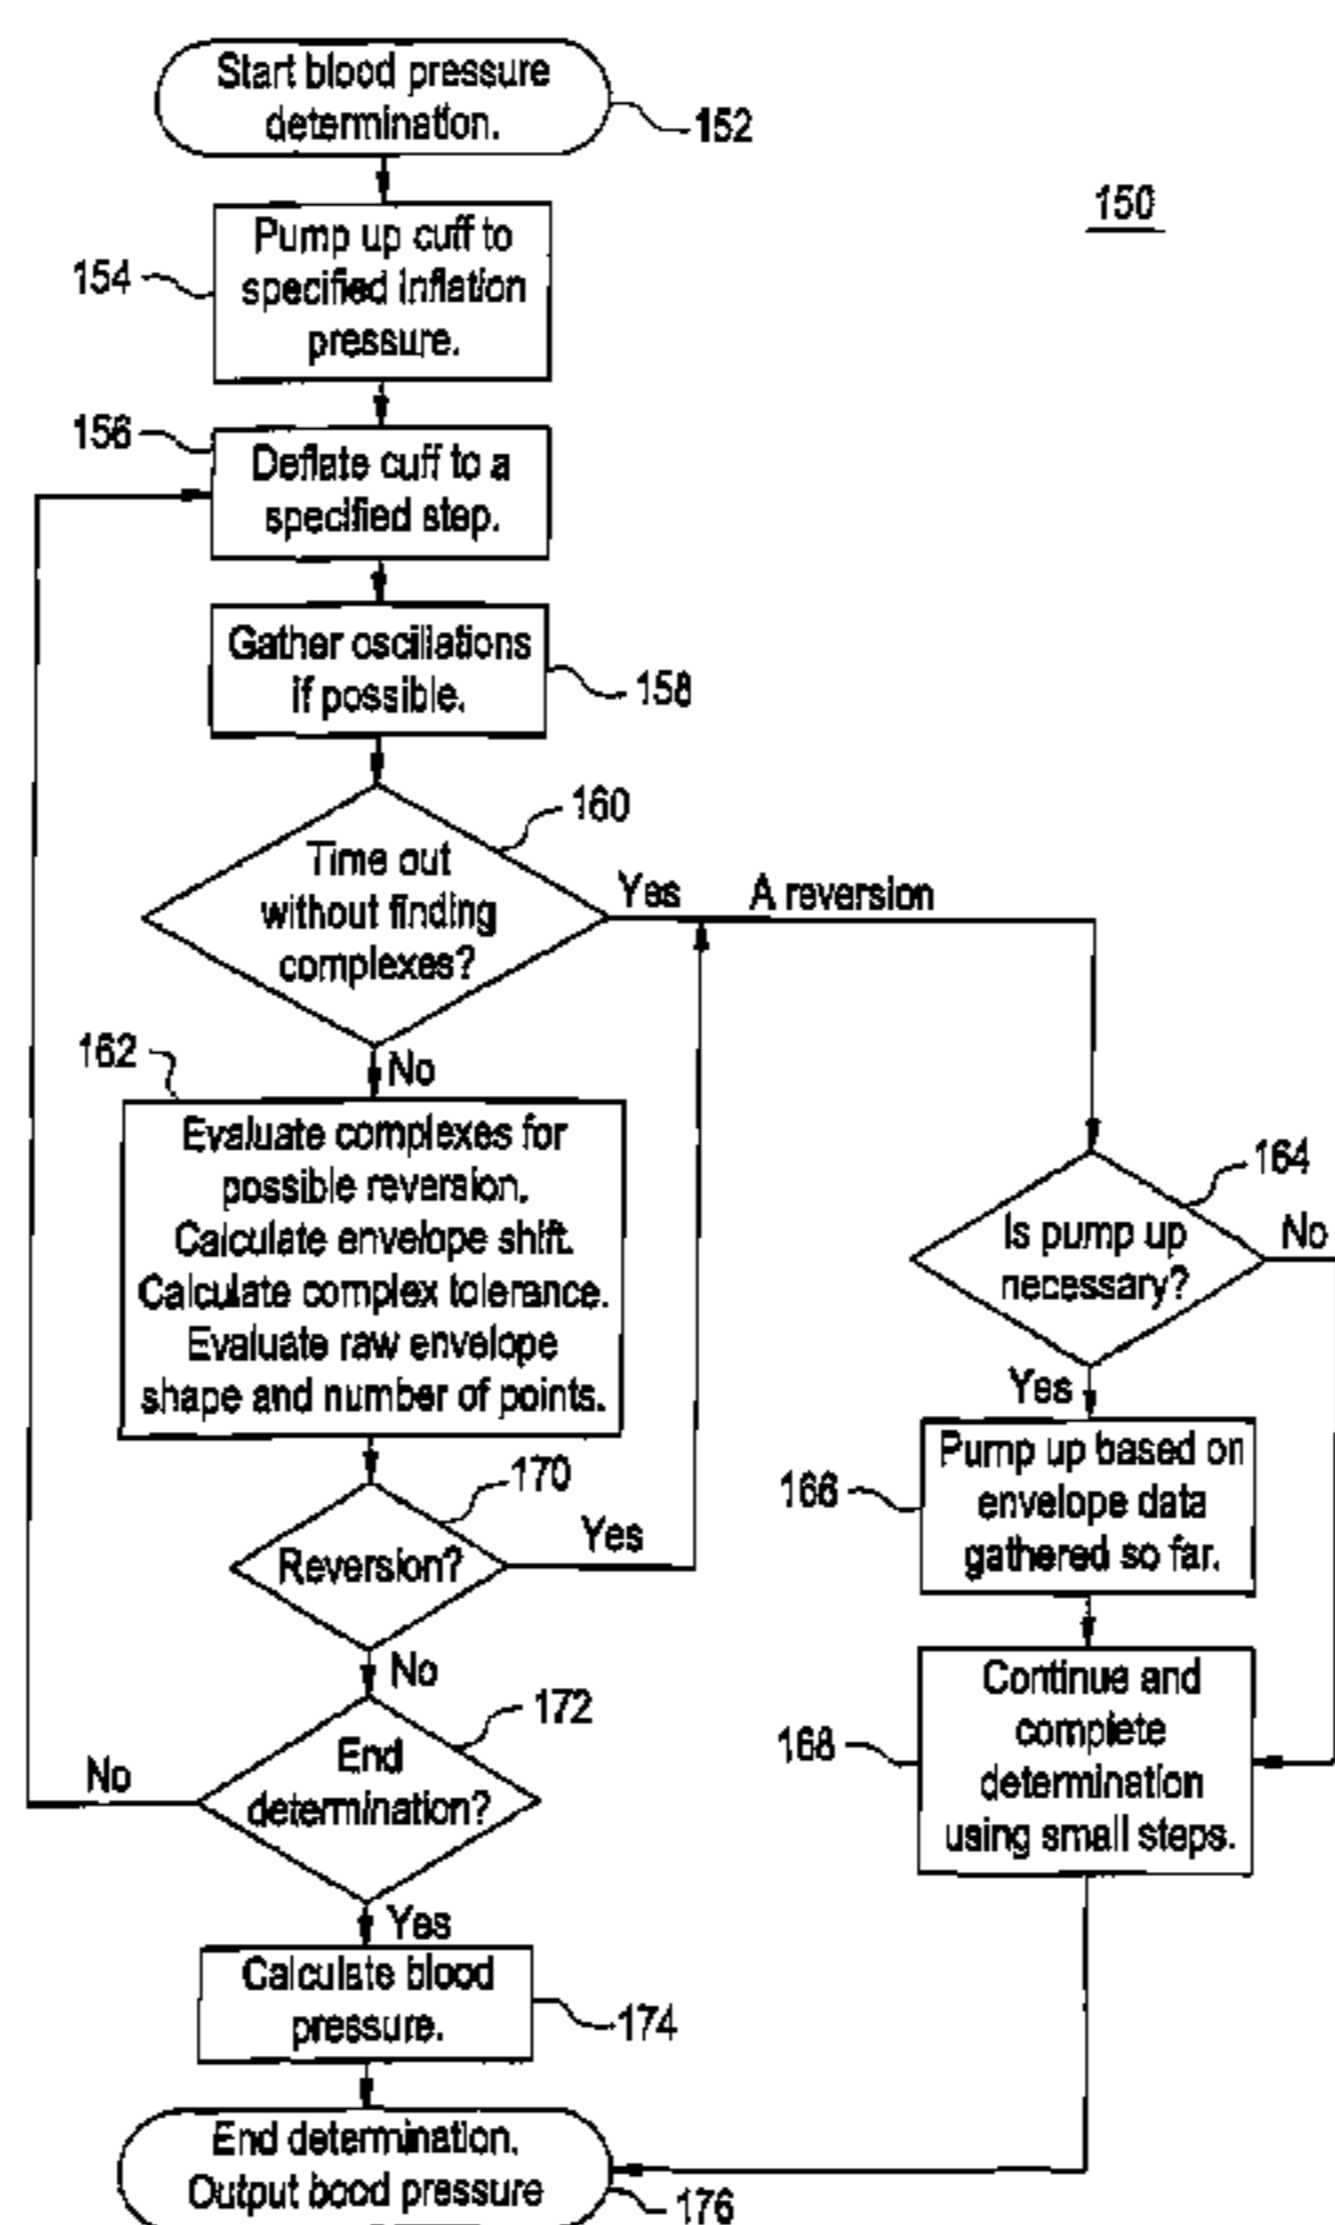 Start blood pressure
determination.
152
150
154
Pump up cuff to
specified inflation
pressure.
156
Deflate cuff to a
specified step.
Gather oscillations
if possible.
158
160
Time out
without finding
complexes?
Yes
A reversion
162
No
Evaluate complexes for
possible reversion.
Calculate envelope shift.
Calculate complex tolerance.
Evaluate raw envelope
shape and number of points.
164
Is pump up
necessary?
No
Yes
166
Pump up based on
envelope data
gathered so far.
170
Reversion?
Yes
No
168
Continue and
complete
determination
using small steps.
172
End
determination?
No
Yes
Calculate blood
pressure.
174
End determination.
Output bood pressure
176